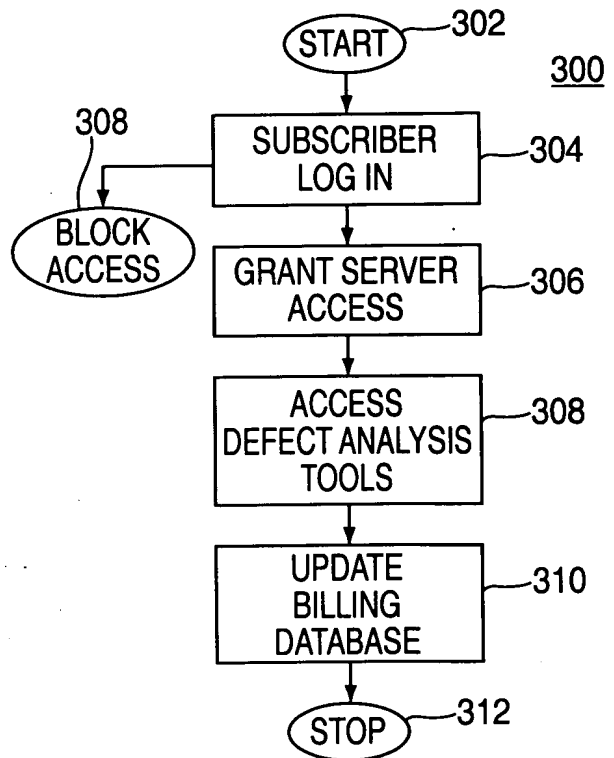 START
302
300
308
SUBSCRIBER
LOG IN
304
BLOCK
ACCESS
GRANT SERVER
ACCESS
306
ACCESS
DEFECT ANALYSIS
TOOLS
308
UPDATE
BILLING
DATABASE
310
STOP
312